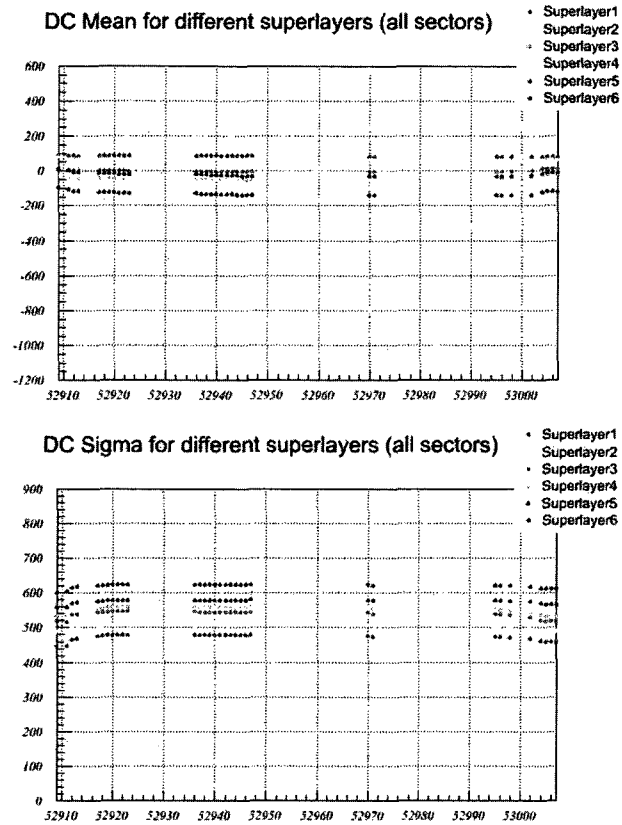 DC Mean for different superlayers (all sectors)
Superlayer1
Superlayer2
Superlayer3
Superlayer4
Superlayer5
Superlayer6
600
400
200
0
-200
-400
-600
-800
-1000
-1200
52910 52920 52930 52940 52950 52960 52970 52980 52990 53000
DC Sigma for different superlayers (all sectors)
Superlayer1
Superlayer2
Superlayer3
Superlayer4
Superlayer5
Superlayer6
900
800
700
600
500
400
300
200
100
0
52910 52920 52930 52940 52950 52960 52970 52980 52990 53000